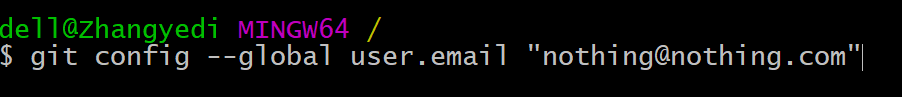 dell@Zhangyedi MINGW64 /
$ git config --global user.email "nothing@nothing.com"